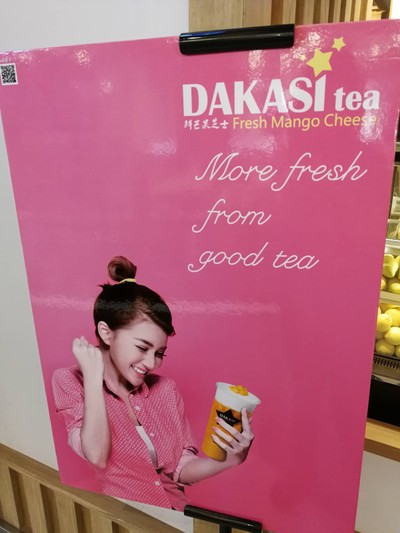 DAKASI tea
Fresh Mango Cheese
More fresh
from
good tea